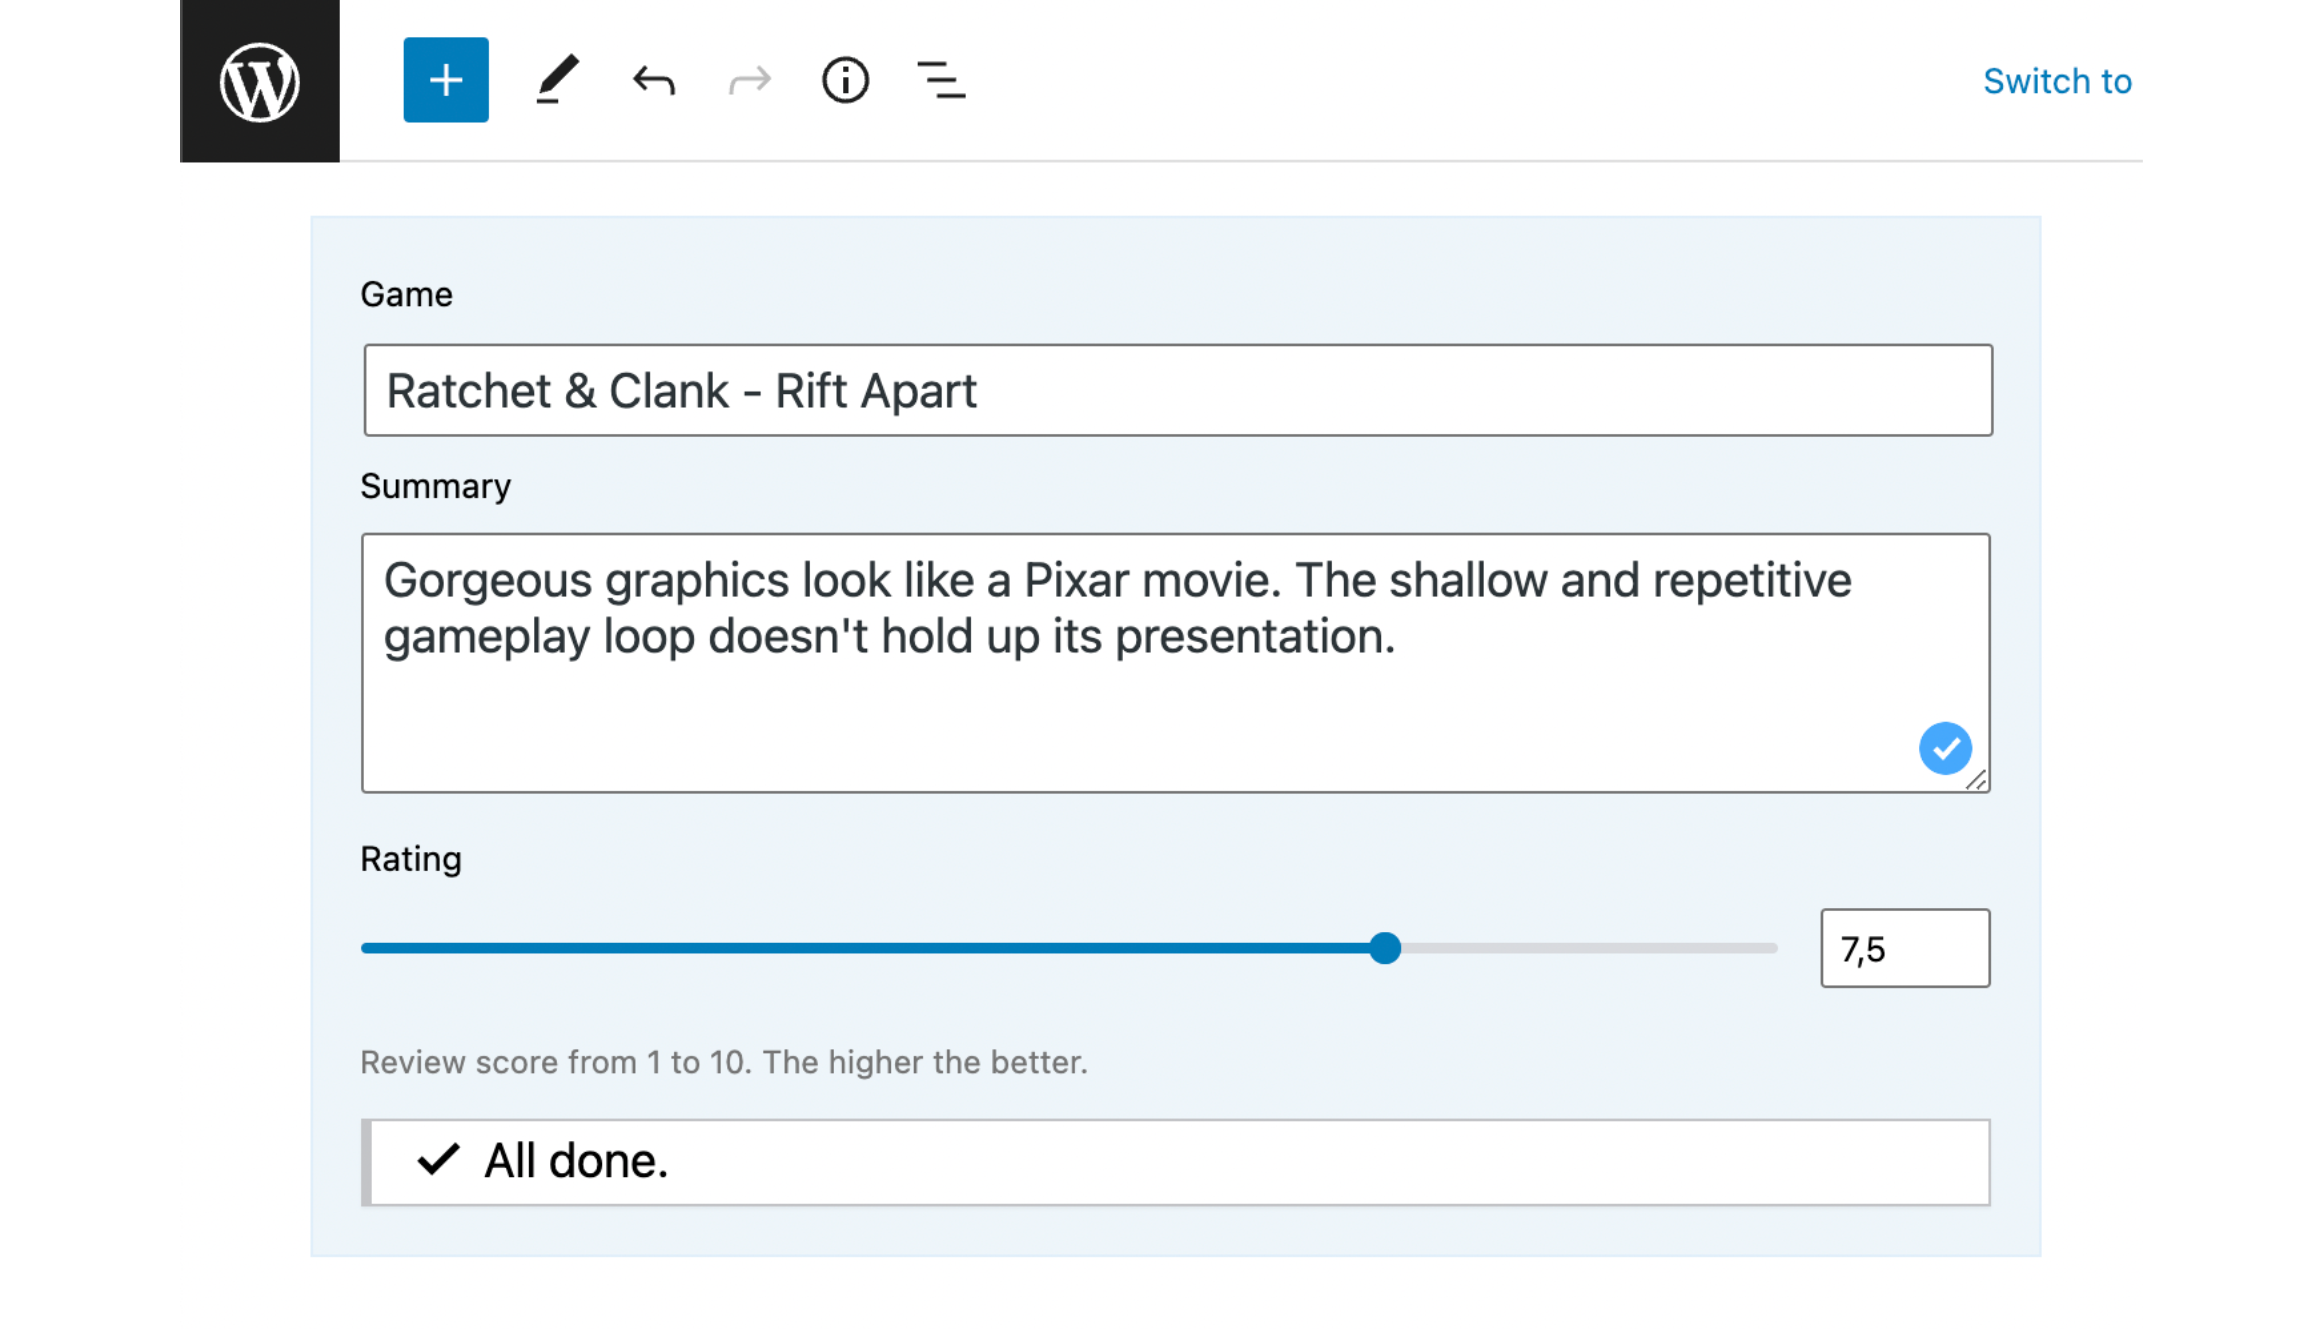 Switch to
Game
Ratchet & Clank - Rift Apart
Summary
Gorgeous graphics look like a Pixar movie. The shallow and repetitive
gameplay loop doesn't hold up its presentation.
Rating
7,5
Review score from 1 to 10. The higher the better.
All done.